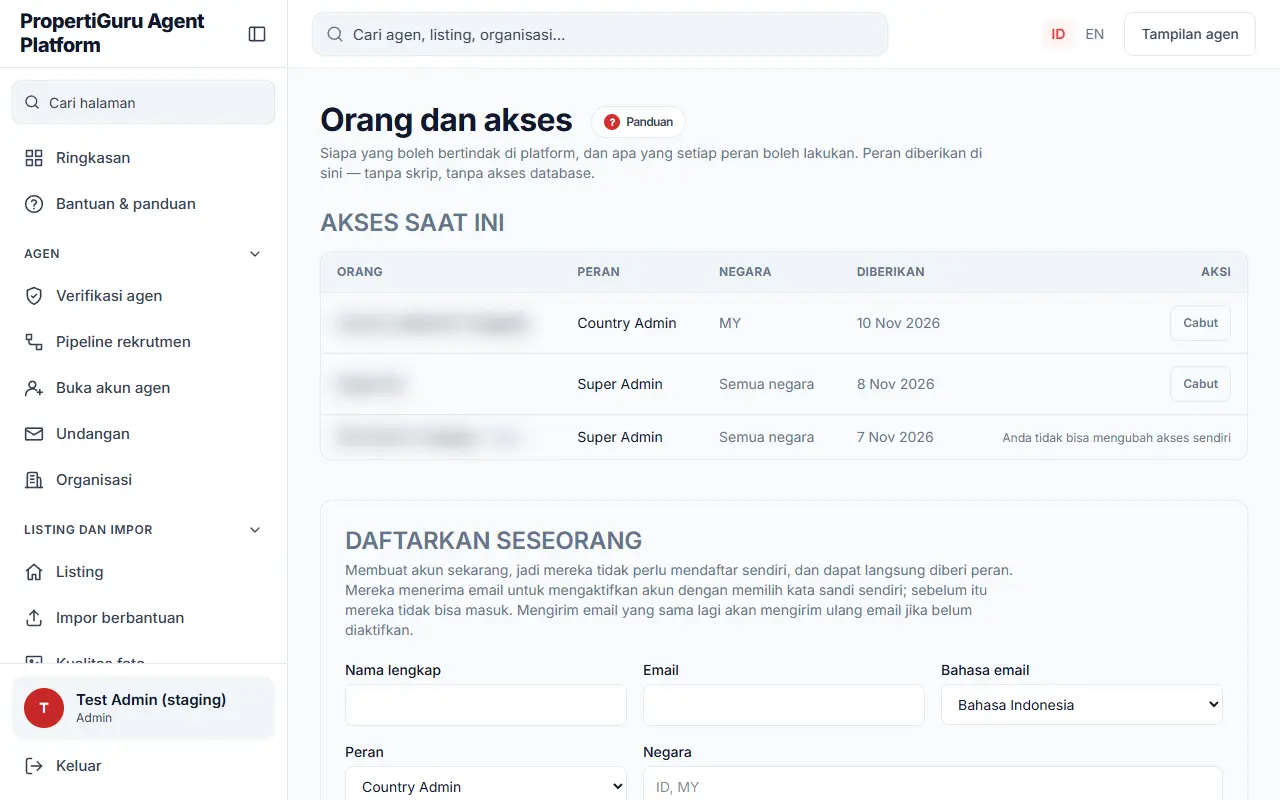 PropertiGuru Agent
Platform
Cari agen, listing, organisasi...
ID
EN
Tampilan agen
Cari halaman
Ringkasan
Bantuan & panduan
AGEN
Verifikasi agen
Pipeline rekrutmen
Buka akun agen
Undangan
Organisasi
LISTING DAN IMPOR
Listing
Impor berbantuan
Kualitas foto
T
Test Admin (staging)
Admin
Keluar
Orang dan akses
? Panduan
Siapa yang boleh bertindak di platform, dan apa yang setiap peran boleh lakukan. Peran diberikan di
sini — tanpa skrip, tanpa akses database.
AKSES SAAT INI
ORANG PERAN NEGARA DIBERIKAN AKSI
Country Admin MY 10 Nov 2026 Cabut
Super Admin Semua negara 8 Nov 2026 Cabut
Super Admin Semua negara 7 Nov 2026 Anda tidak bisa mengubah akses sendiri
DAFTARKAN SESEORANG
Membuat akun sekarang, jadi mereka tidak perlu mendaftar sendiri, dan dapat langsung diberi peran.
Mereka menerima email untuk mengaktifkan akun dengan memilih kata sandi sendiri; sebelum itu
mereka tidak bisa masuk. Mengirim email yang sama lagi akan mengirim ulang email jika belum
diaktifkan.
Nama lengkap Email Bahasa email
Bahasa Indonesia
Peran Negara
Country Admin ID, MY